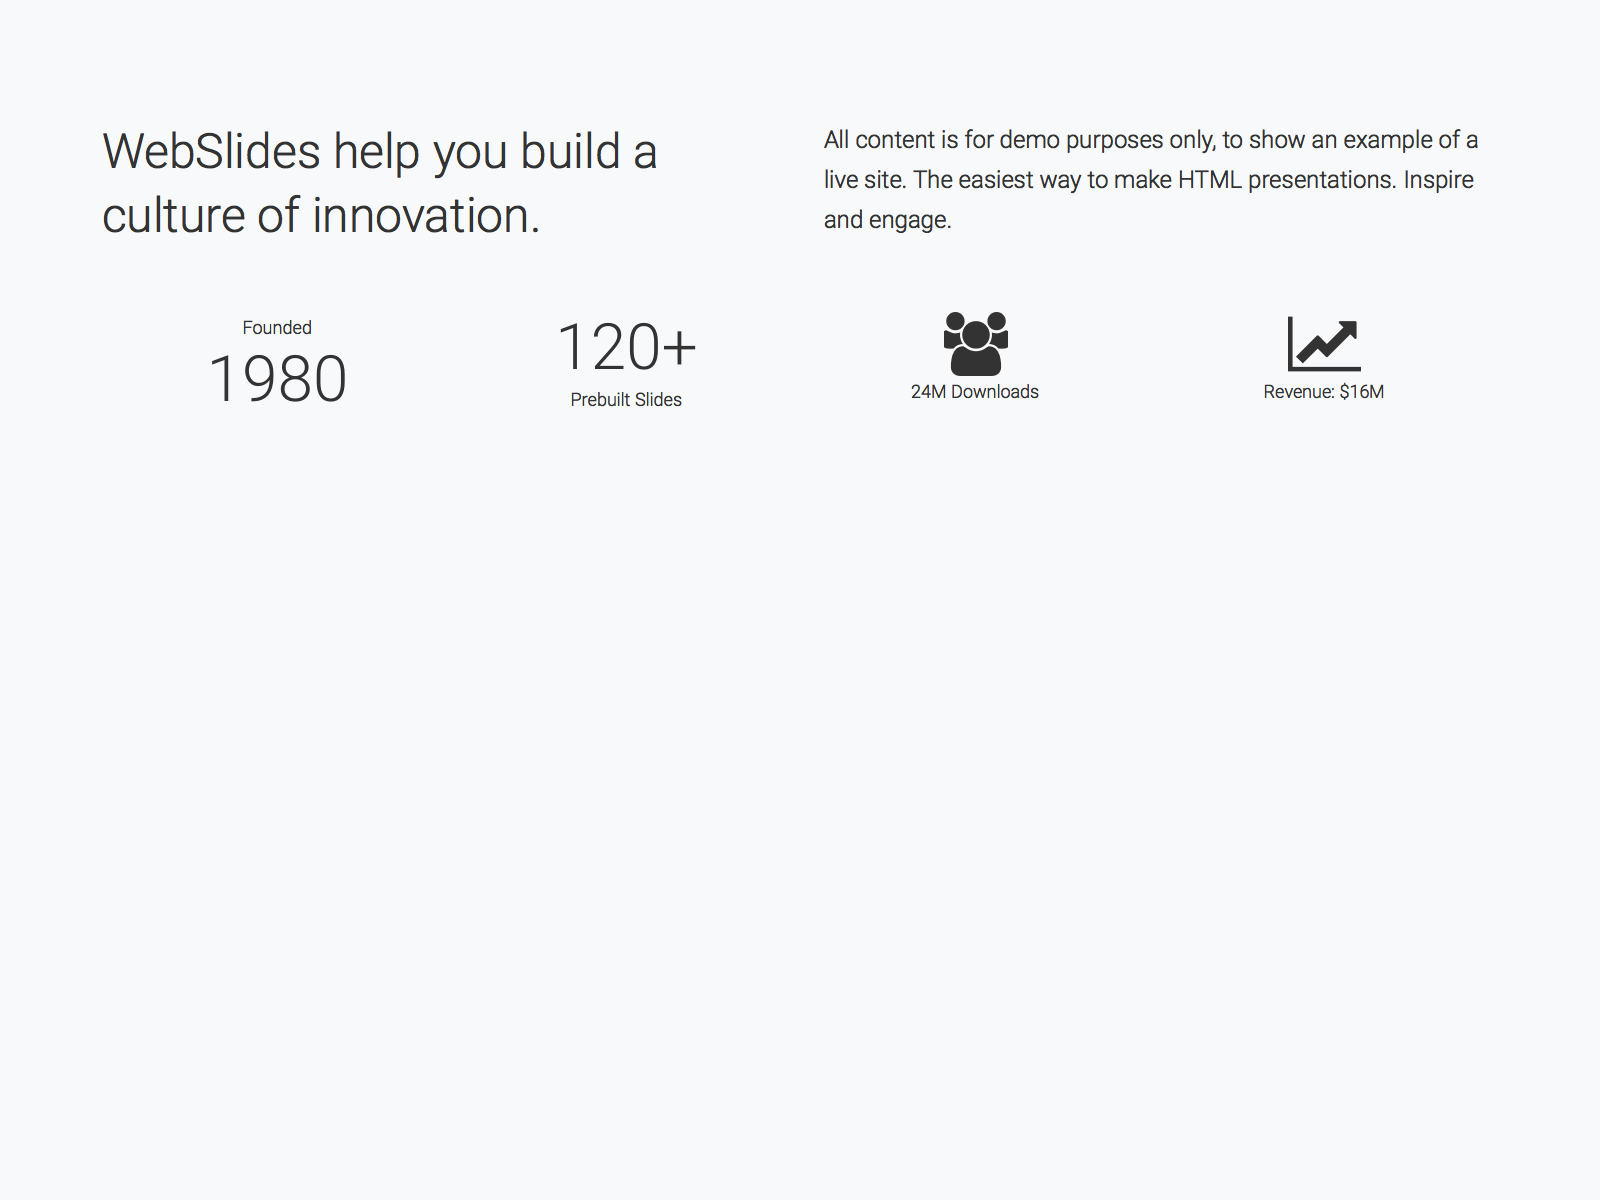 WebSlides help you build a
culture of innovation.
All content is for demo purposes only, to show an example of a
live site. The easiest way to make HTML presentations. Inspire
and engage.
Founded
1980
120+
Prebuilt Slides
24M Downloads
Revenue: $16M